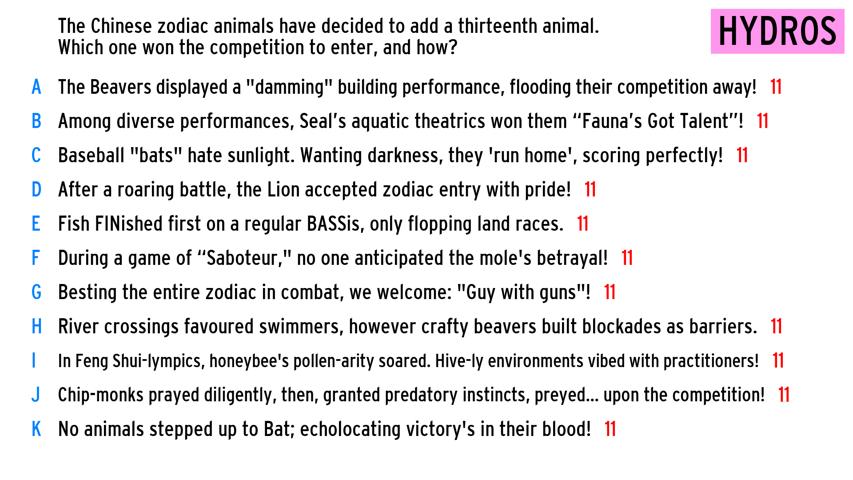 The Chinese zodiac animals have decided to add a thirteenth animal.
Which one won the competition to enter, and how?
HYDROS
A The Beavers displayed a "damming" building performance, flooding their competition away! 11
B Among diverse performances, Seal’s aquatic theatrics won them “Fauna’s Got Talent”! 11
C Baseball "bats" hate sunlight. Wanting darkness, they 'run home', scoring perfectly! 11
D After a roaring battle, the Lion accepted zodiac entry with pride! 11
E Fish FINished first on a regular BASSis, only flopping land races. 11
F During a game of “Saboteur," no one anticipated the mole's betrayal! 11
G Besting the entire zodiac in combat, we welcome: "Guy with guns"! 11
H River crossings favoured swimmers, however crafty beavers built blockades as barriers. 11
I In Feng Shui-lympics, honeybee's pollen-arity soared. Hive-ly environments vibed with practitioners! 11
J Chip-monks prayed diligently, then, granted predatory instincts, preyed... upon the competition! 11
K No animals stepped up to Bat; echolocating victory's in their blood! 11